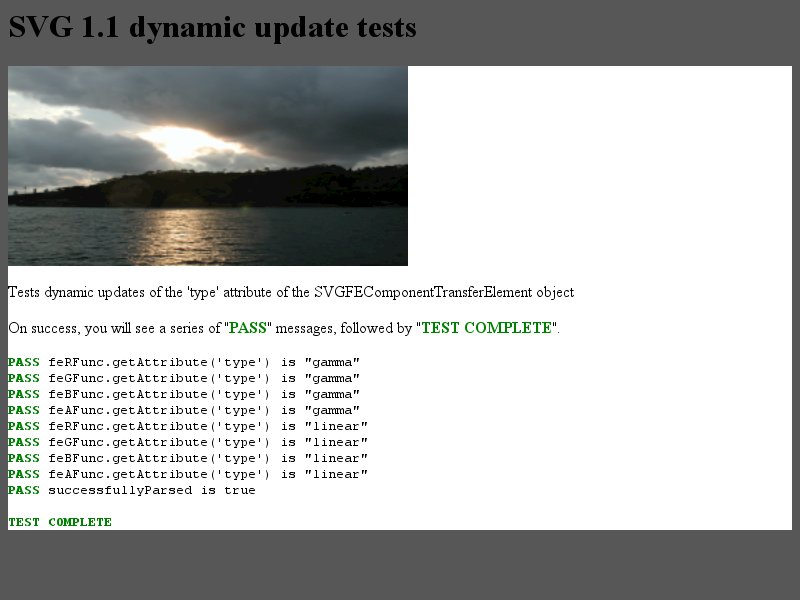 SVG 1.1 dynamic update tests
Tests dynamic updates of the 'type' attribute of the SVGFEComponentTransferElement object
On success, you will see a series of "PASS" messages, followed by "TEST COMPLETE".
PASS feRFunc.getAttribute('type') is "gamma"
PASS feGFunc.getAttribute('type') is "gamma"
PASS feBFunc.getAttribute('type') is "gamma"
PASS feAFunc.getAttribute('type') is "gamma"
PASS feRFunc.getAttribute('type') is "linear"
PASS feGFunc.getAttribute('type') is "linear"
PASS feBFunc.getAttribute('type') is "linear"
PASS feAFunc.getAttribute('type') is "linear"
PASS successfullyParsed is true
TEST COMPLETE